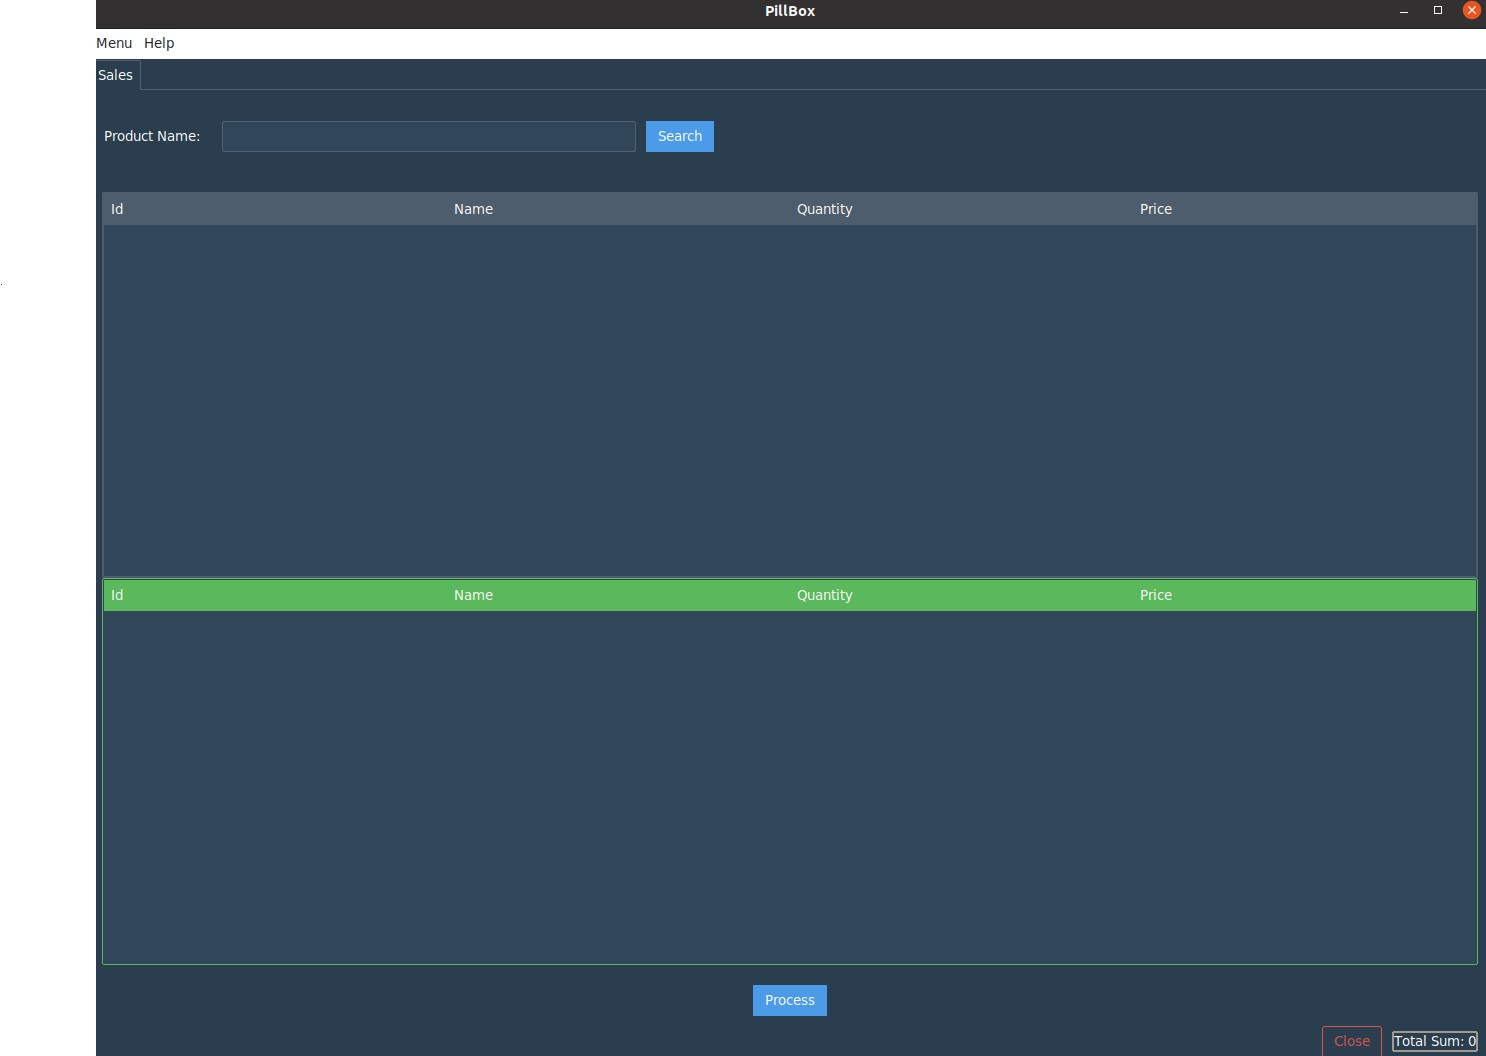 PillBox
Menu Help
Sales
Product Name: Search
Id Name Quantity Price
Id Name Quantity Price
Process
Close Total Sum: 0